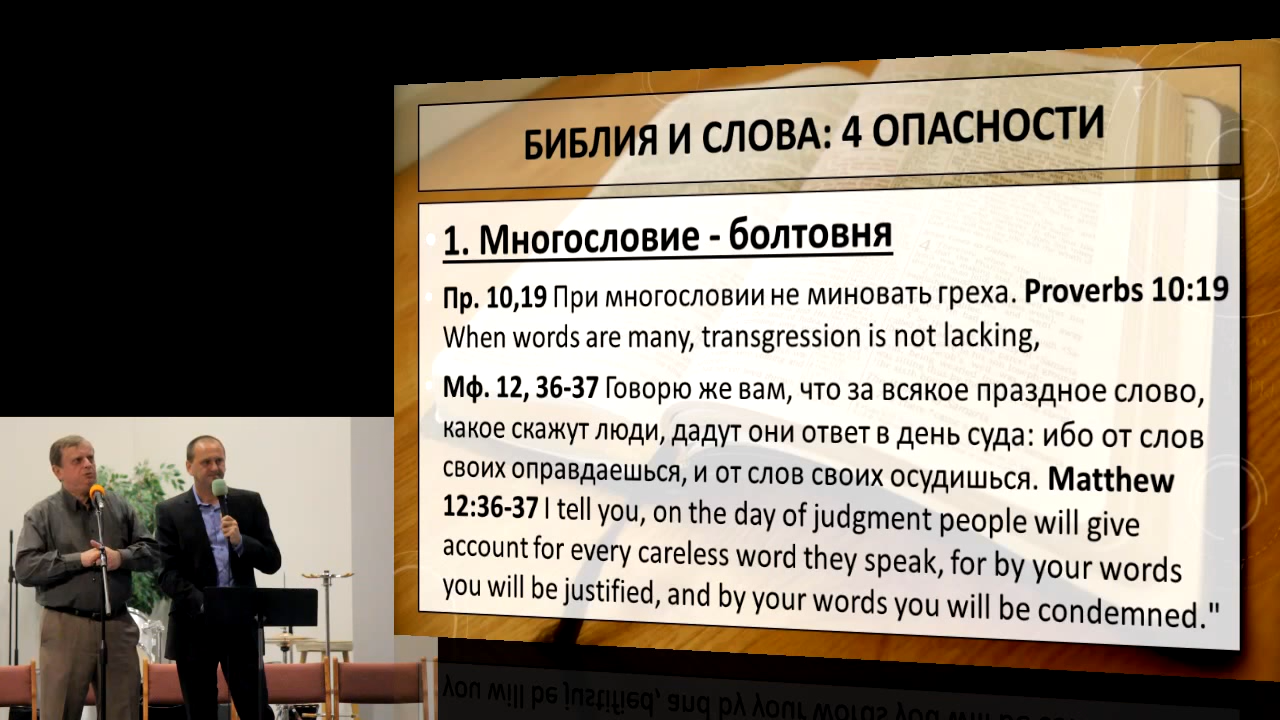 БИБЛИЯ И СЛОВА: 4 ОПАСНОСТИ
1. Многословие - болтовня
Пр. 10,19 При многословии не миновать греха. Proverbs 10:19
When words are many, transgression is not lacking,
Мф. 12, 36-37 Говорю же вам, что за всякое праздное слово,
какое скажут люди, дадут они ответ в день суда: ибо от слов
своих оправдаешься, и от слов своих осудишься. Matthew
12:36-37 I tell you, on the day of judgment people will give
account for every careless word they speak, for by your words
you will be justified, and by your words you will be condemned."